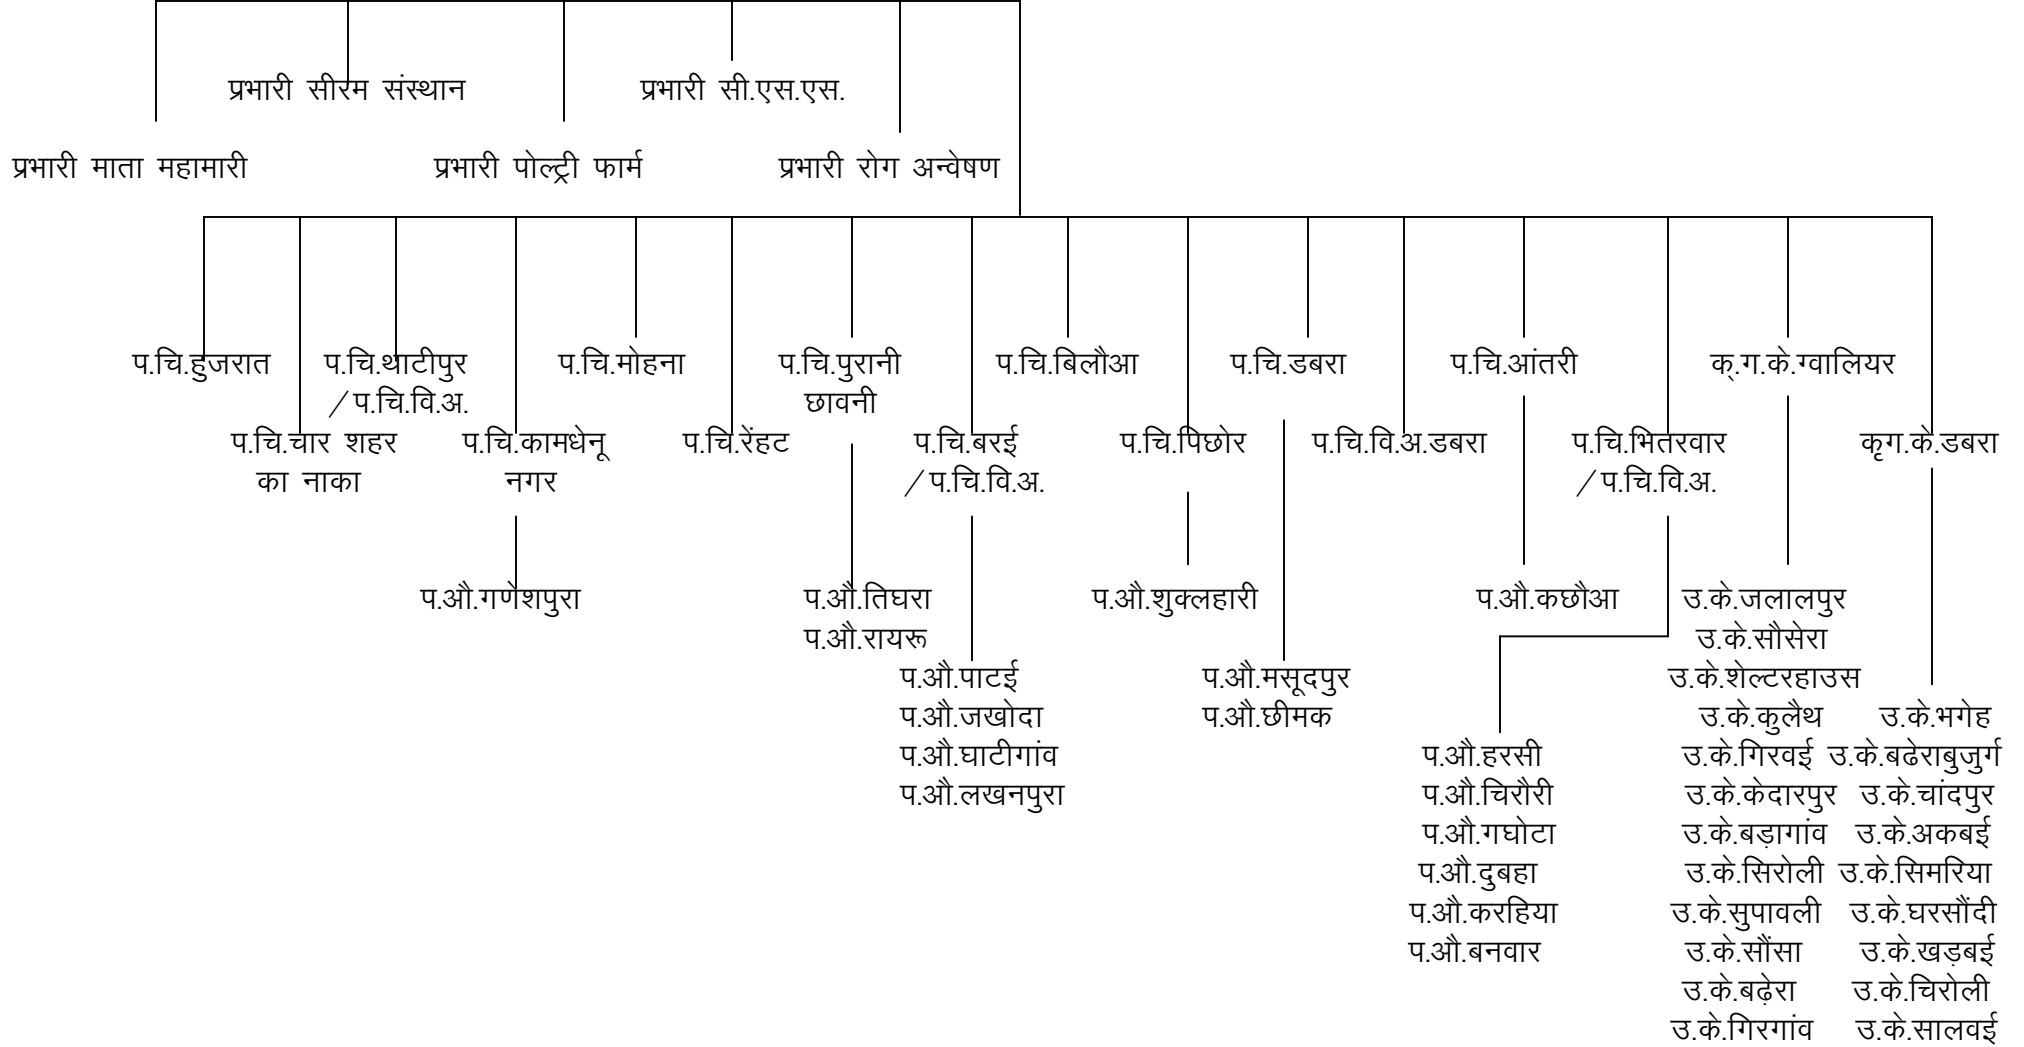 प्रभारी सीरम संस्थान
प्रभारी सी.एस.एस.
प्रभारी माता महामारी
प्रभारी पोल्ट्री फार्म
प्रभारी रोग अन्वेषण
प.चि.हुजरात
प.चि.थाटीपुर
/प.चि.वि.अ.
प.चि.मोहना
प.चि.पुरानी
छावनी
प.चि.बिलौआ
प.चि.डबरा
प.चि.आंतरी
क्.ग.के.ग्वालियर
प.चि.चार शहर
का नाका
प.चि.कामधेनू
नगर
प.चि.रेंहट
प.चि.बरई
/प.चि.वि.अ.
प.चि.पिछोर
प.चि.वि.अ.डबरा
प.चि.भितरवार
/प.चि.वि.अ.
कृग.के.डबरा
प.औ.गणेशपुरा
प.औ.तिघरा
प.औ.रायरू
प.औ.पाटई
प.औ.जखोदा
प.औ.घाटीगांव
प.औ.लखनपुरा
प.औ.शुक्लहारी
प.औ.मसूदपुर
प.औ.छीमक
प.औ.कछौआ
प.औ.हरसी
प.औ.चिरौरी
प.औ.गघोटा
प.औ.दुबहा
प.औ.करहिया
प.औ.बनवार
उ.के.जलालपुर
उ.के.सौसेरा
उ.के.शेल्टरहाउस
उ.के.कुलैथ
उ.के.गिरवई
उ.के.केदारपुर
उ.के.बड़ागांव
उ.के.सिरोली
उ.के.सुपावली
उ.के.सौंसा
उ.के.बढ़ेरा
उ.के.गिरगांव
उ.के.भगेह
उ.के.बढेराबुजुर्ग
उ.के.चांदपुर
उ.के.अकबई
उ.के.सिमरिया
उ.के.घरसौंदी
उ.के.खड़बई
उ.के.चिरोली
उ.के.सालवई